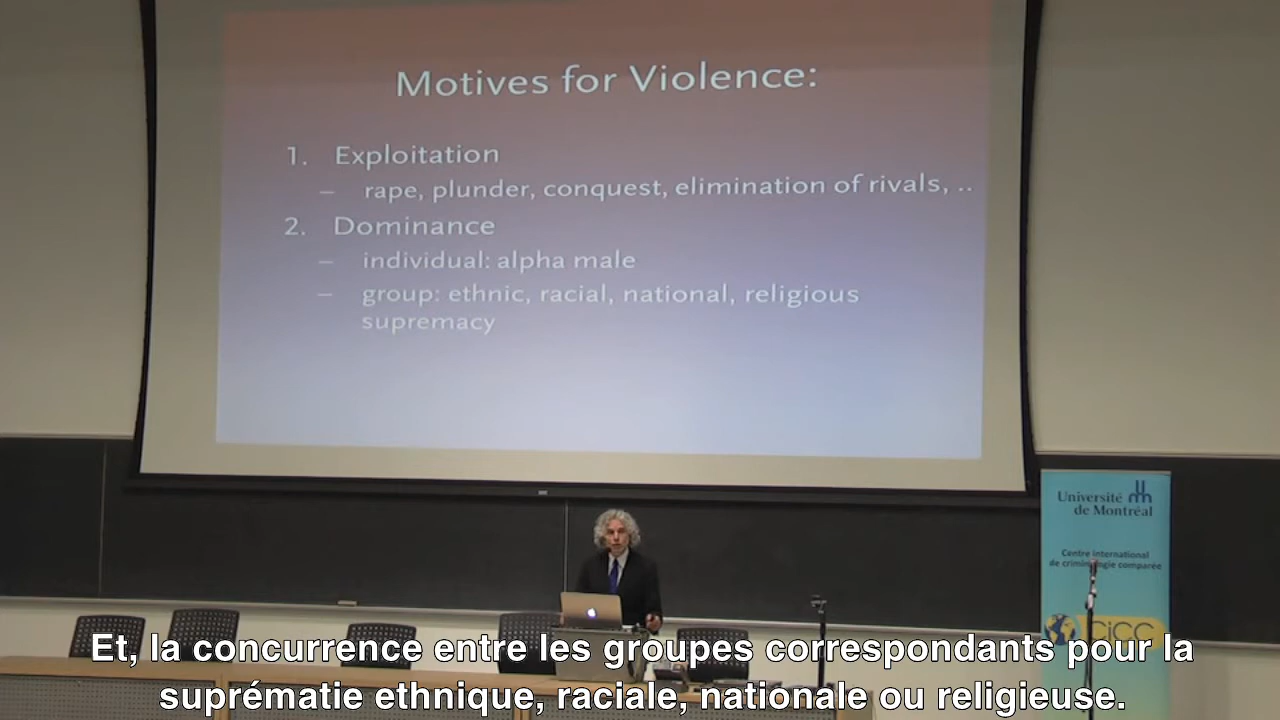 Motives for Violence:
1. Exploitation
– rape, plunder, conquest, elimination of rivals, ..
2. Dominance
– individual: alpha male
– group: ethnic, racial, national, religious
supremacy
Université
de Montréal
Centre international
de criminologie comparée
CiCC
Et, la concurrence entre les groupes correspondants pour la
suprématie ethnique, raciale, nationale ou religieuse.